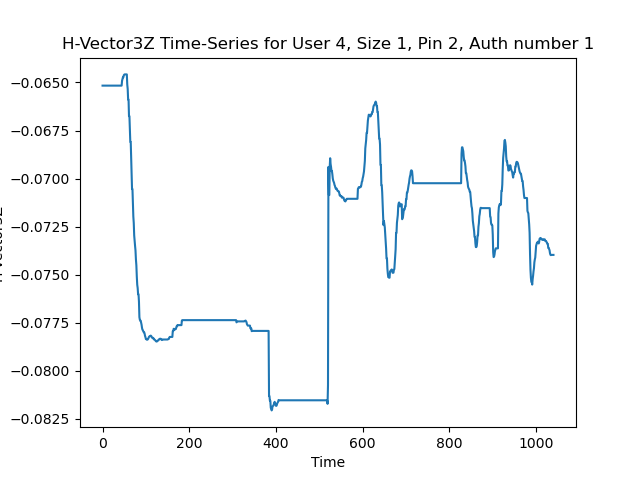 H-Vector3Z Time-Series for User 4, Size 1, Pin 2, Auth number 1
−0.0650
−0.0675
−0.0700
−0.0725
−0.0750
−0.0775
−0.0800
−0.0825
H-Vector3Z
0 200 400 600 800 1000
Time